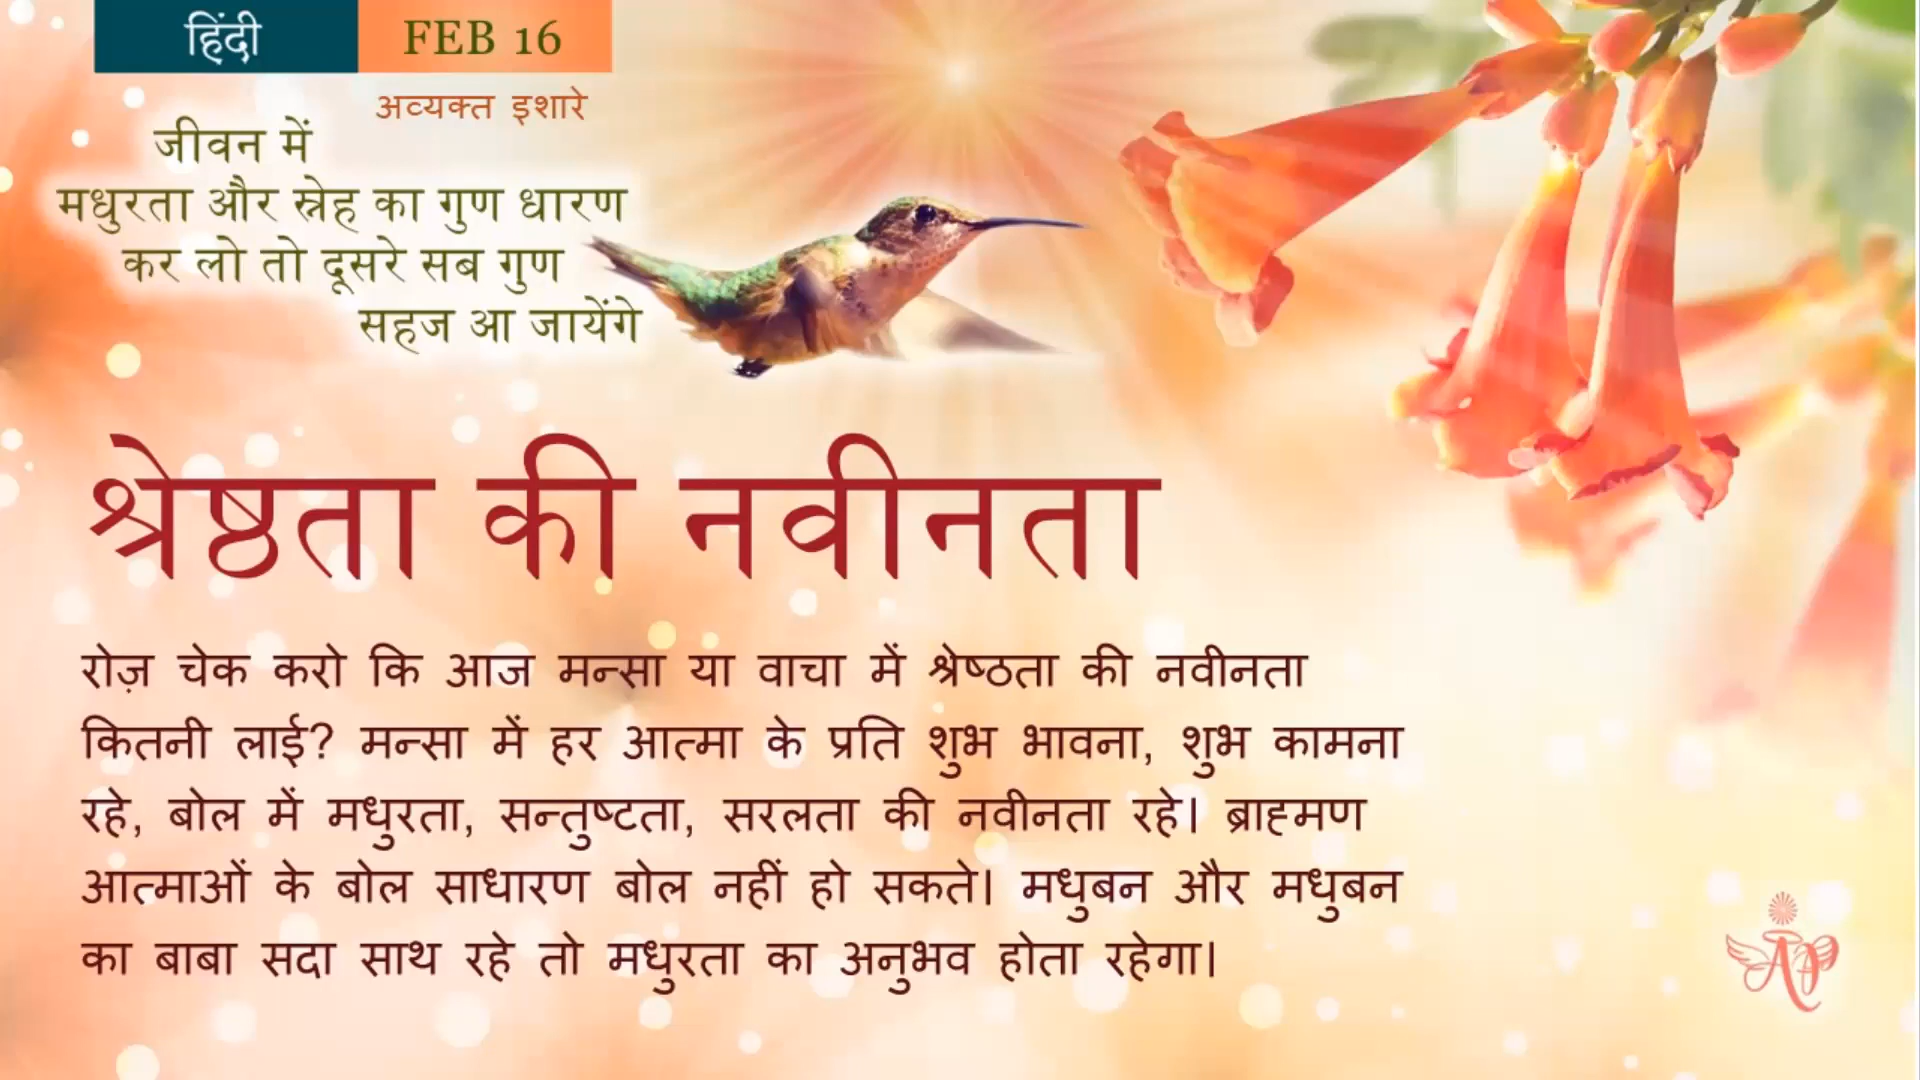 हिंदी
FEB 16
अव्यक्त इशारे
जीवन में
मधुरता और स्नेह का गुण धारण
कर लो तो दूसरे सब गुण
सहज आ जायेंगे
श्रेष्ठता की नवीनता
रोज़ चेक करो कि आज मन्सा या वाचा में श्रेष्ठता की नवीनता
कितनी लाई? मन्सा में हर आत्मा के प्रति शुभ भावना, शुभ कामना
रहे, बोल में मधुरता, सन्तुष्टता, सरलता की नवीनता रहे। ब्राह्मण
आत्माओं के बोल साधारण बोल नहीं हो सकते। मधुबन और मधुबन
का बाबा सदा साथ रहे तो मधुरता का अनुभव होता रहेगा।